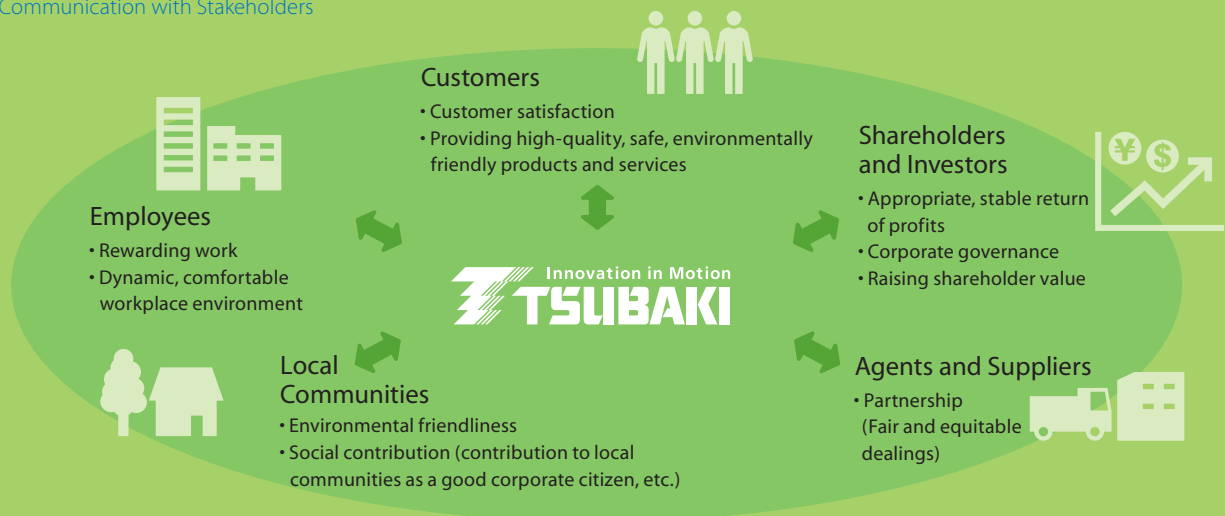 Communication with Stakeholders
Customers
• Customer satisfaction
• Providing high-quality, safe, environmentally
friendly products and services
Shareholders
and Investors
• Appropriate, stable return
of profits
• Corporate governance
• Raising shareholder value
¥ $
Employees
• Rewarding work
• Dynamic, comfortable
workplace environment
Innovation in Motion
TSUBAKI
Local
Communities
• Environmental friendliness
• Social contribution (contribution to local
communities as a good corporate citizen, etc.)
Agents and Suppliers
• Partnership
(Fair and equitable
dealings)